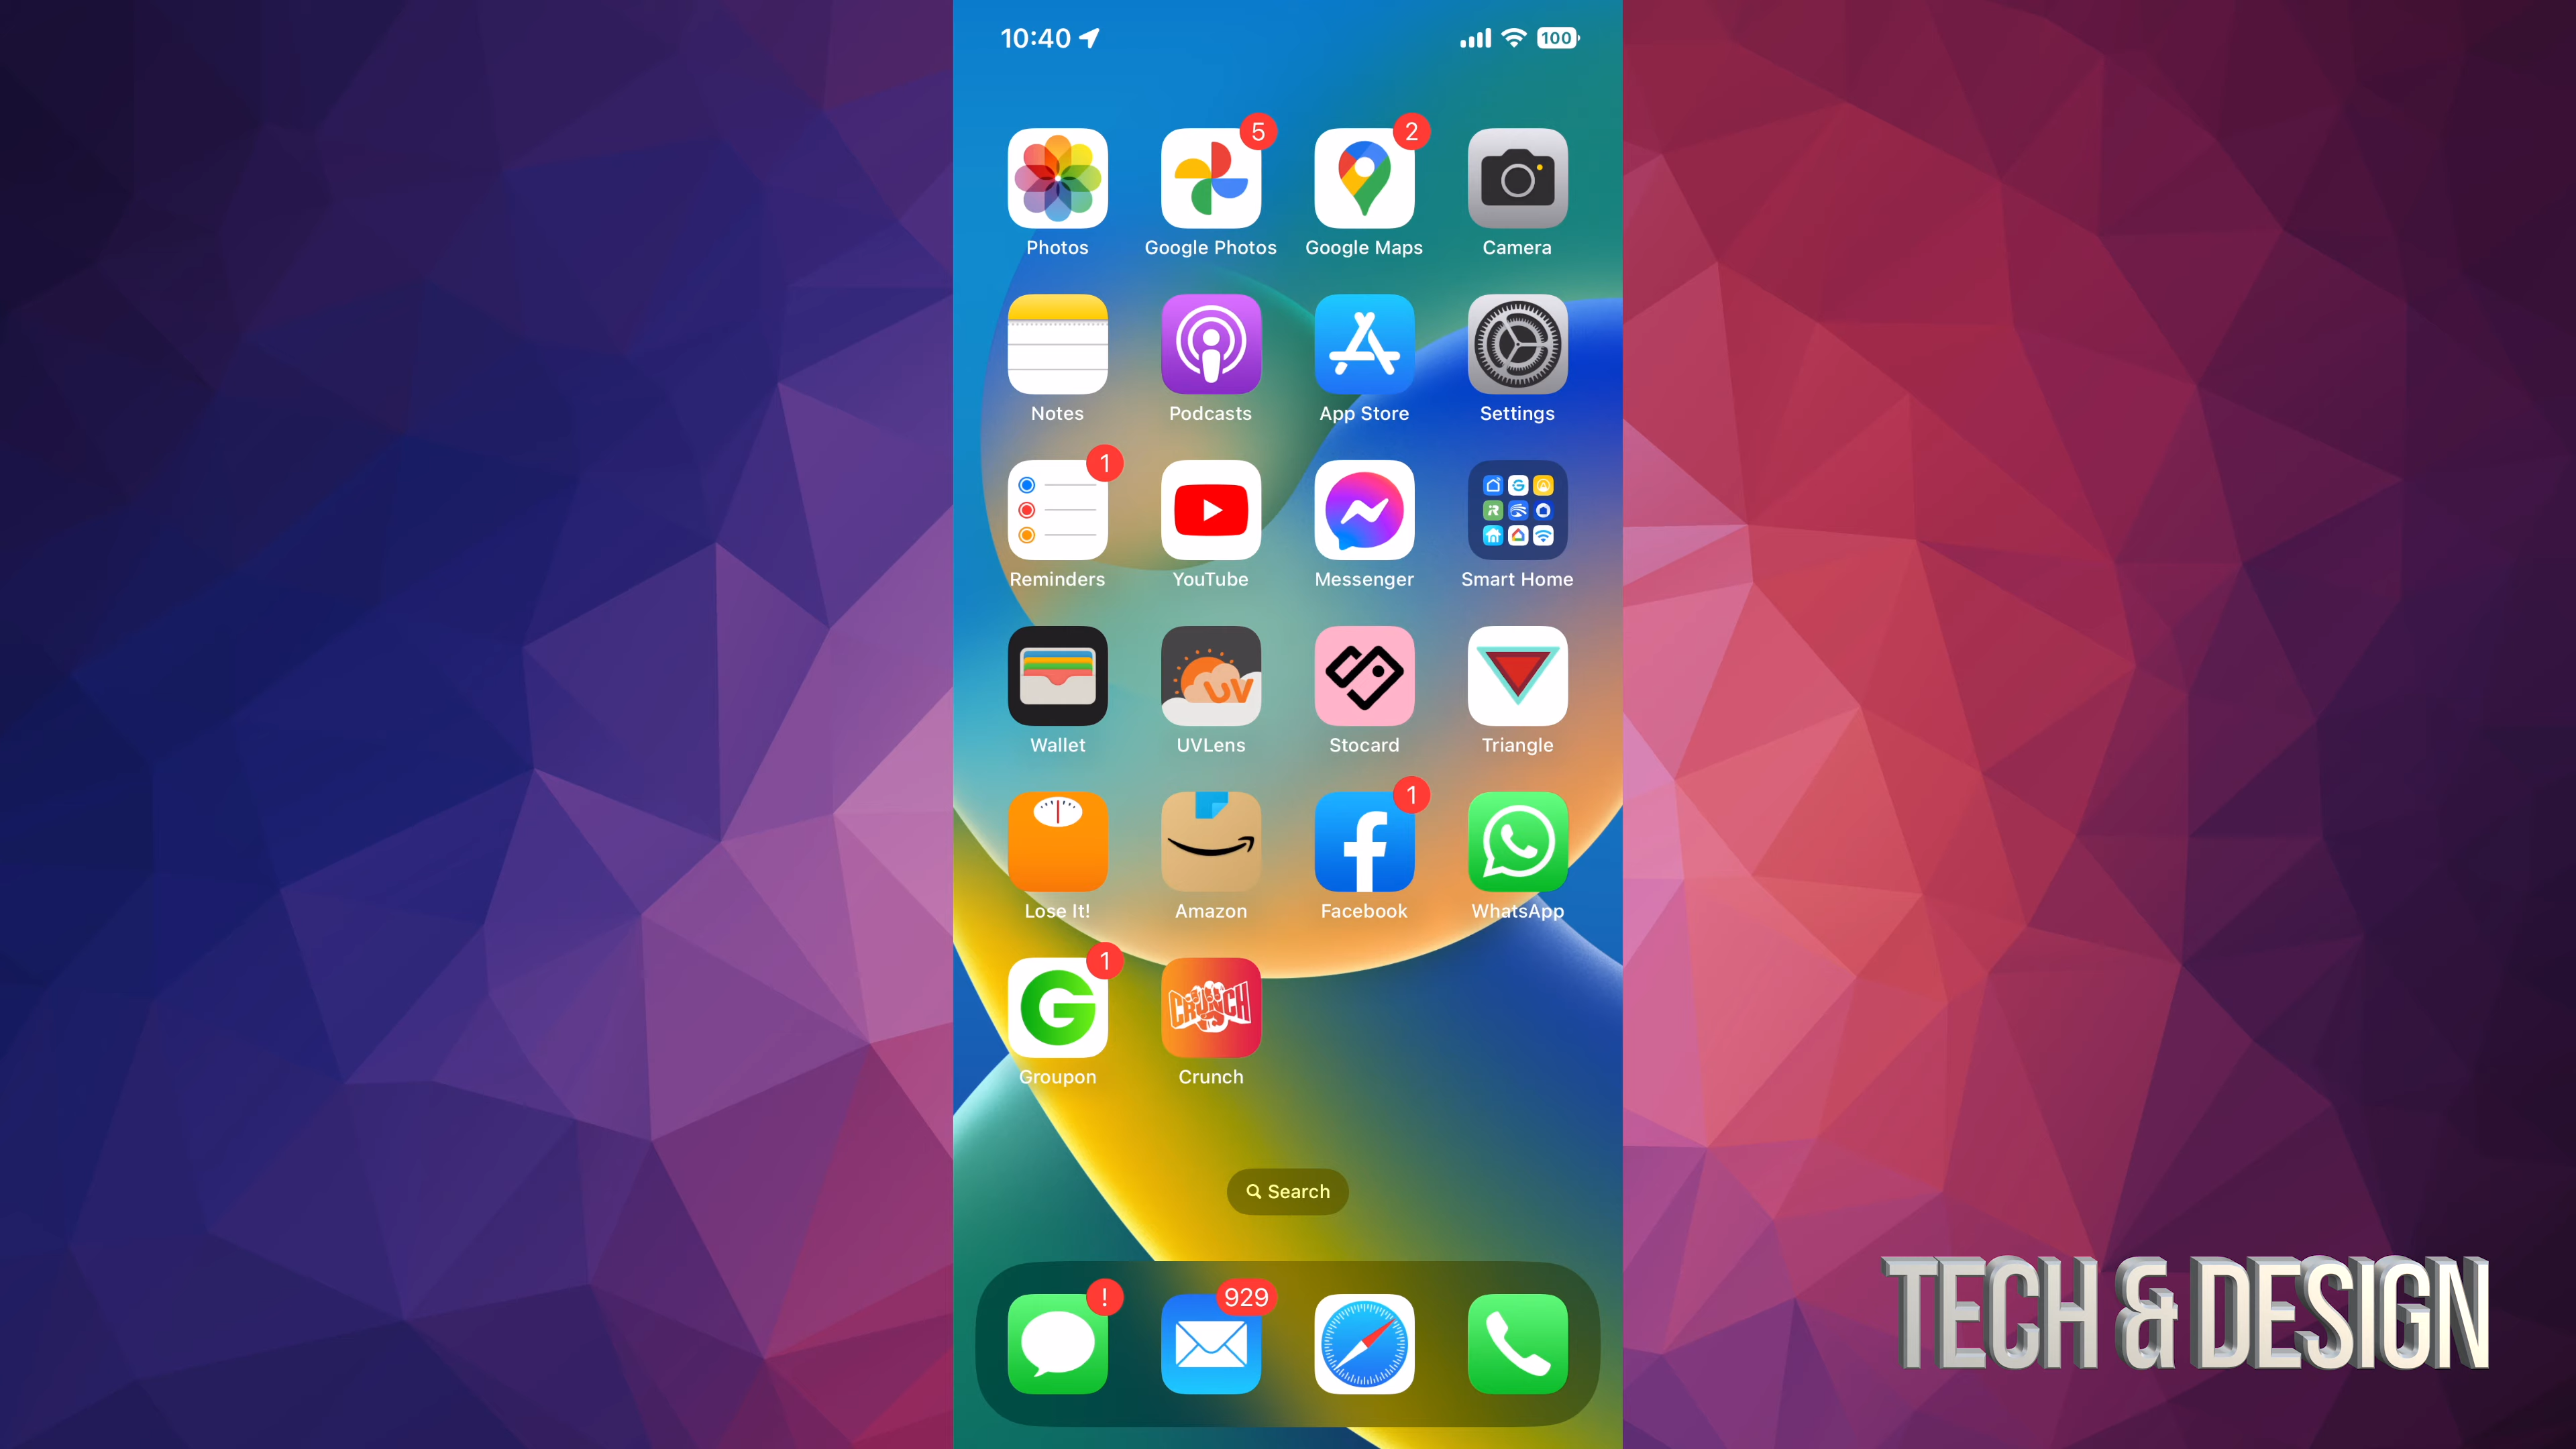 10:40 100
5 2
Photos Google Photos Google Maps Camera
Notes Podcasts App Store Settings
1
Reminders YouTube Messenger Smart Home
UV
Wallet UVLens Stocard Triangle
1
Lose It! Amazon Facebook WhatsApp
1
CRUNCH
Groupon Crunch
Search
! 929
TECH & DESIGN